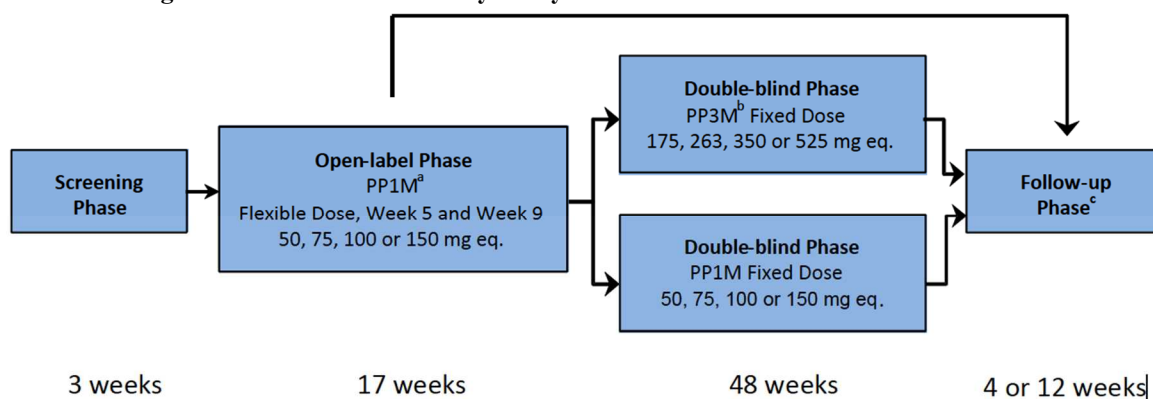 Screening
Phase
Open-label Phase
PP1Mᵃ
Flexible Dose, Week 5 and Week 9
50, 75, 100 or 150 mg eq.
Double-blind Phase
PP3Mᵇ Fixed Dose
175, 263, 350 or 525 mg eq.
Double-blind Phase
PP1M Fixed Dose
50, 75, 100 or 150 mg eq.
Follow-up
Phaseᶜ
3 weeks
17 weeks
48 weeks
4 or 12 weeks